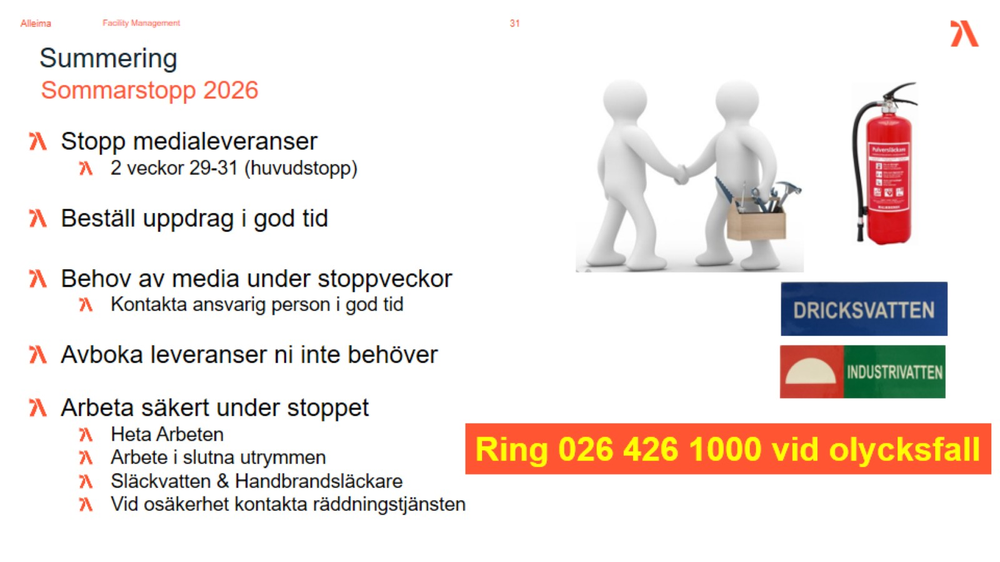 Alleima
Facility Management
31
Summering
Sommarstopp 2026
Stopp medialeveranser
2 veckor 29-31 (huvudstopp)
Beställ uppdrag i god tid
Behov av media under stoppveckor
Kontakta ansvarig person i god tid
Avboka leveranser ni inte behöver
Arbeta säkert under stoppet
Heta Arbeten
Arbete i slutna utrymmen
Släckvatten & Handbrandsläckare
Vid osäkerhet kontakta räddningstjänsten
Pulversläckare
DRICKSVATTEN
INDUSTRIVATTEN
Ring 026 426 1000 vid olycksfall